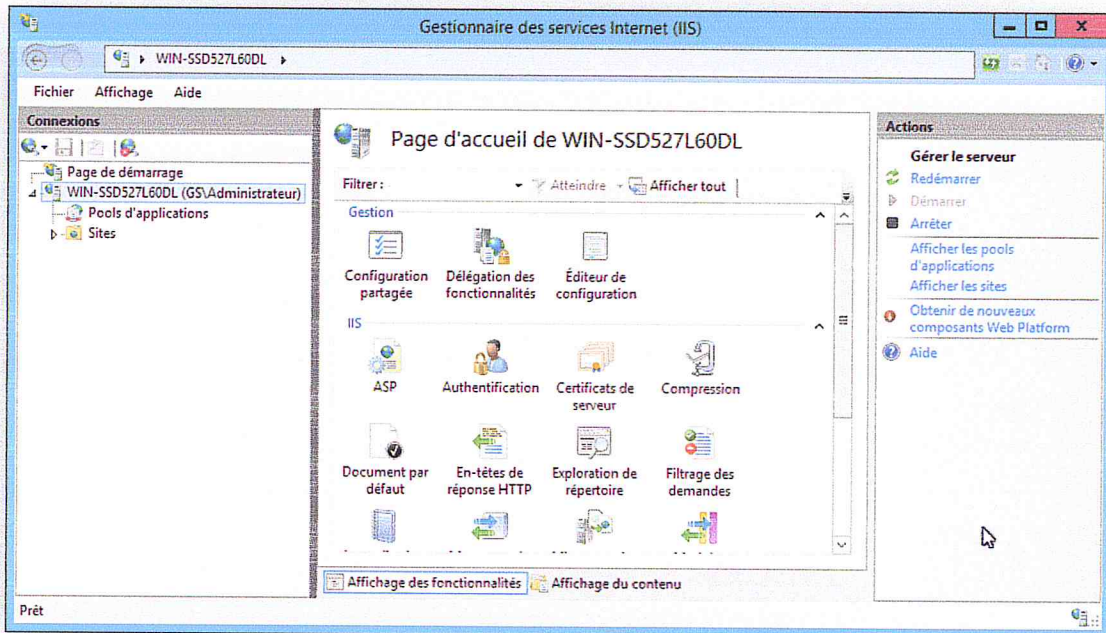 Gestionnaire des services Internet (IIS)
WIN-SSD527L60DL
Fichier Affichage Aide
Connexions
Page de démarrage
WIN-SSD527L60DL (GS\Administrateur)
Pools d'applications
Sites
Page d'accueil de WIN-SSD527L60DL
Filtrer : Atteindre Afficher tout
Gestion
Configuration partagée
Délégation des fonctionnalités
Éditeur de configuration
IIS
ASP
Authentification
Certificats de serveur
Compression
Document par défaut
En-têtes de réponse HTTP
Exploration de répertoire
Filtrage des demandes
Affichage des fonctionnalités Affichage du contenu
Actions
Gérer le serveur
Redémarrer
Démarrer
Arrêter
Afficher les pools
d'applications
Afficher les sites
Obtenir de nouveaux
composants Web Platform
Aide
Prêt